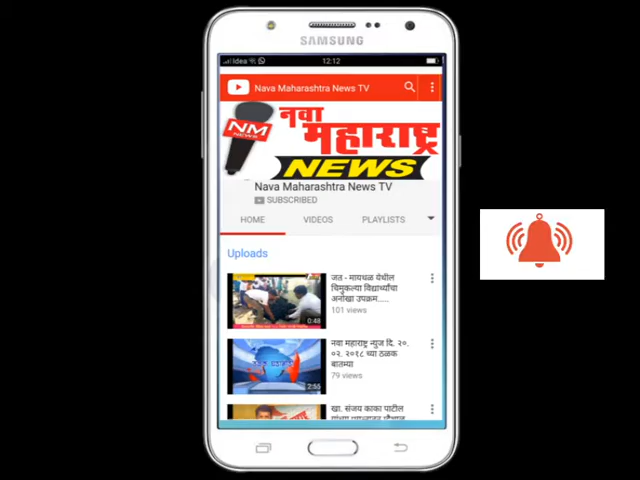 SAMSUNG
Idea
12:12
Nava Maharashtra News TV
NM
NEWS
नवा
महाराष्ट्र
NEWS
Nava Maharashtra News TV
SUBSCRIBED
HOME VIDEOS PLAYLISTS
Uploads
जत - मायथळ येथील
चिमुकल्या विद्यार्थ्यांचा
अनोखा उपक्रम.....
101 views
0:48
नवा महाराष्ट्र न्युज दि. २०.
०२. २०१८ च्या ठळक
बातम्या
79 views
2:55
खा. संजय काका पाटील